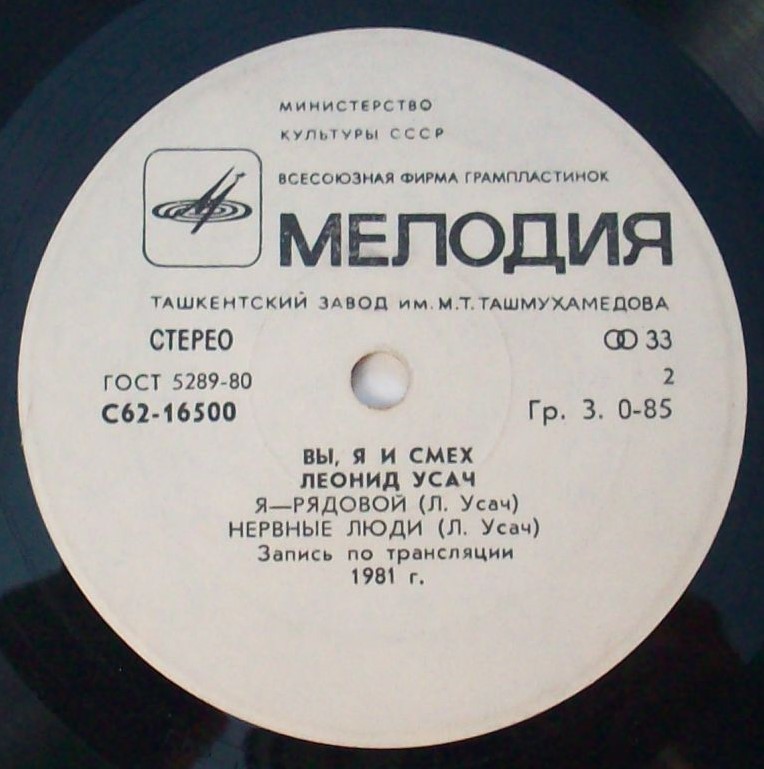 МИНИСТЕРСТВО
КУЛЬТУРЫ СССР
ВСЕСОЮЗНАЯ ФИРМА ГРАМПЛАСТИНОК
МЕЛОДИЯ
ТАШКЕНТСКИЙ ЗАВОД ИМ. М.Т. ТАШМУХАМЕДОВА
СТЕРЕО
33
ГОСТ 5289-80
2
С62-16500
Гр. 3. 0-85
ВЫ, Я И СМЕХ
ЛЕОНИД УСАЧ
Я—РЯДОВОЙ (Л. Усач)
НЕРВНЫЕ ЛЮДИ (Л. Усач)
Запись по трансляции
1981 г.